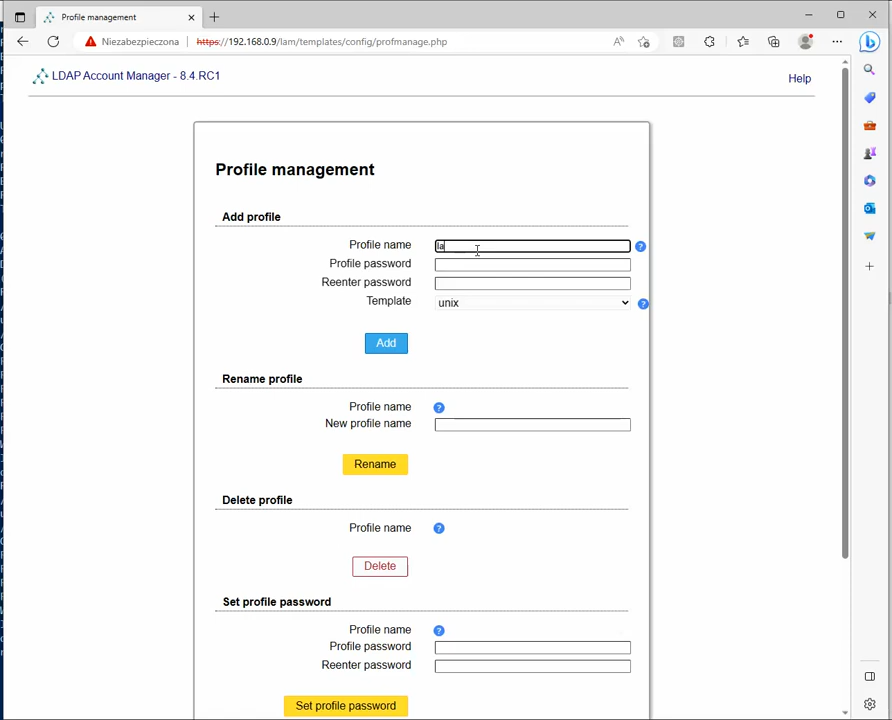 Profile management
Niezabezpieczona
https://192.168.0.9/lam/templates/config/profmanage.php
LDAP Account Manager - 8.4.RC1
Help
Profile management
Add profile
Profile name
la
Profile password
Reenter password
Template
unix
Add
Rename profile
Profile name
New profile name
Rename
Delete profile
Profile name
Delete
Set profile password
Profile name
Profile password
Reenter password
Set profile password